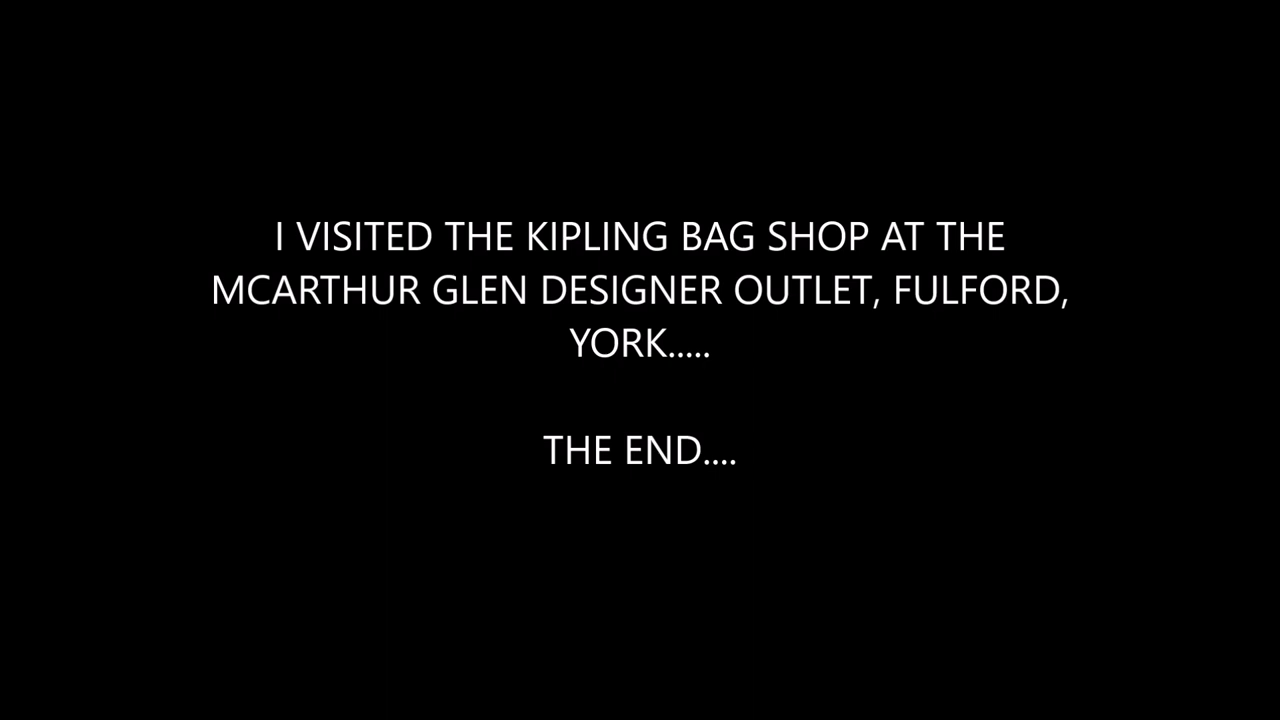 I VISITED THE KIPLING BAG SHOP AT THE
MCARTHUR GLEN DESIGNER OUTLET, FULFORD,
YORK.....
THE END....